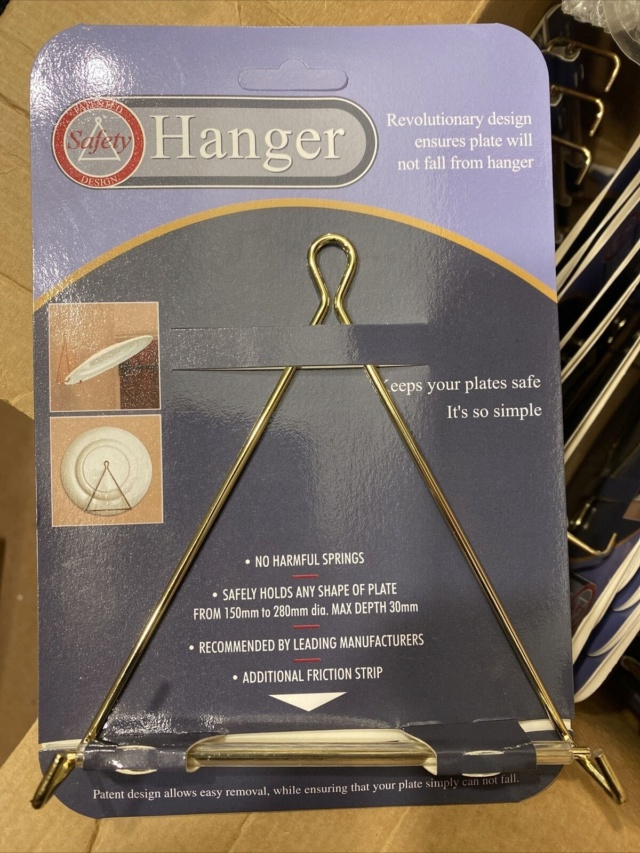 PATENTED
Safety
DESIGN
Hanger
Revolutionary design
ensures plate will
not fall from hanger
eeps your plates safe
It's so simple
• NO HARMFUL SPRINGS
• SAFELY HOLDS ANY SHAPE OF PLATE
FROM 150mm to 280mm dia. MAX DEPTH 30mm
• RECOMMENDED BY LEADING MANUFACTURERS
• ADDITIONAL FRICTION STRIP
Patent design allows easy removal, while ensuring that your plate simply can not fall.